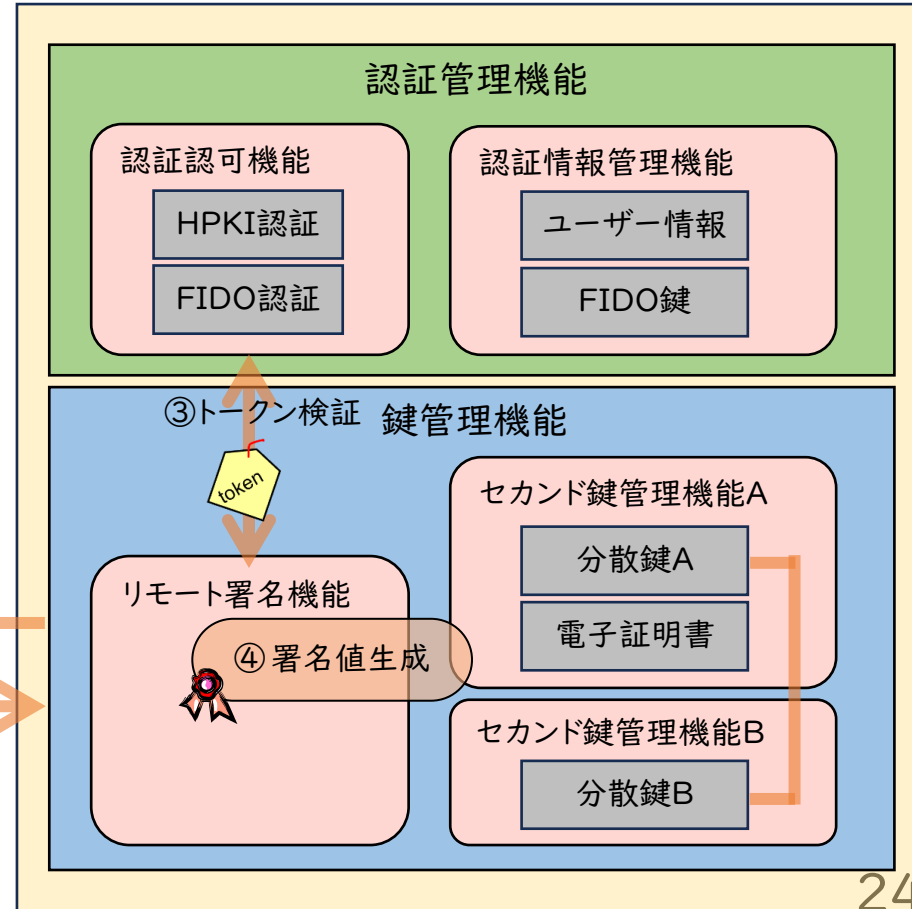 認証管理機能
認証認可機能
HPKI認証
FIDO認証
認証情報管理機能
ユーザー情報
FIDO鍵
③トークン検証
鍵管理機能
token
リモート署名機能
④署名値生成
セカンド鍵管理機能A
分散鍵A
電子証明書
セカンド鍵管理機能B
分散鍵B
24